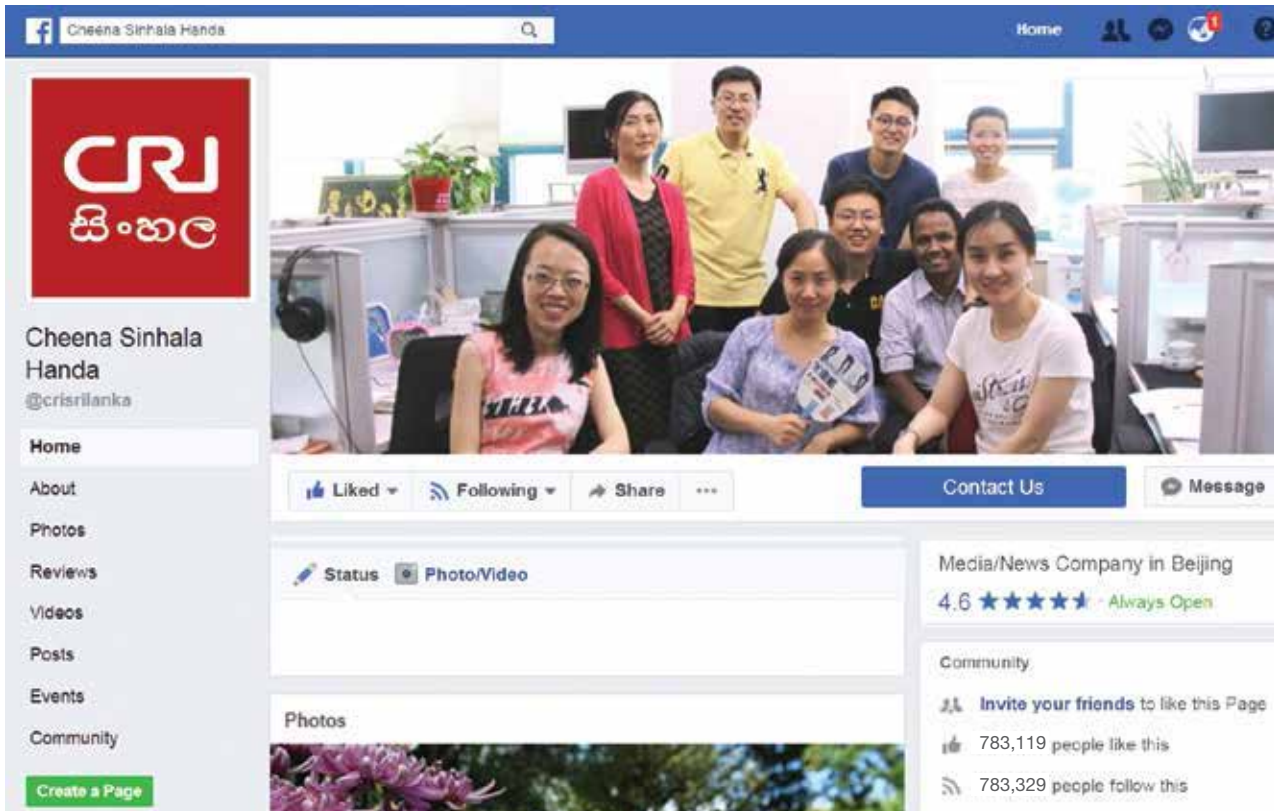 Cheena Sinhala Handa
Home
1
CRI
සිංහල
Cheena Sinhala
Handa
@crisrilanka
Home
About
Photos
Reviews
Videos
Posts
Events
Community
Create a Page
Liked
Following
Share
Contact Us
Message
Status
Photo/Video
Photos
Media/News Company in Beijing
4.6 ★★★★★ · Always Open
Community
Invite your friends to like this Page
783,119 people like this
783,329 people follow this